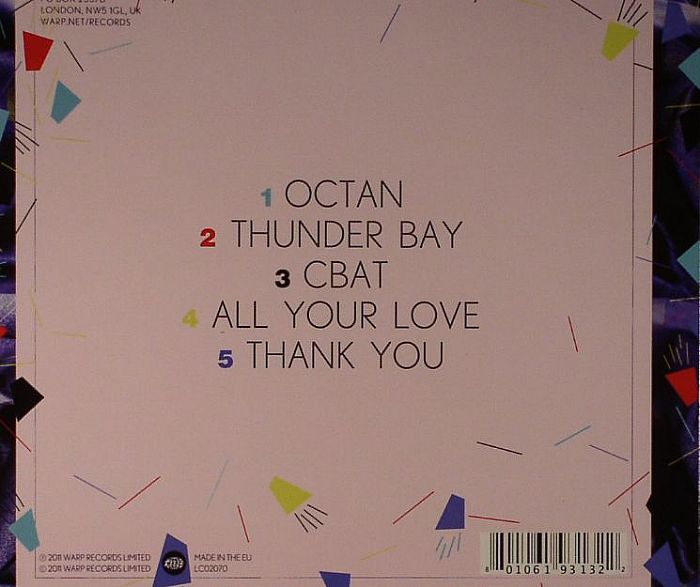 LONDON, NW5 1GL, UK
WARP.NET/RECORDS
1 OCTAN
2 THUNDER BAY
3 CBAT
4 ALL YOUR LOVE
5 THANK YOU
℗ 2011 WARP RECORDS LIMITED
© 2011 WARP RECORDS LIMITED
MADE IN THE EU
LC02070
8 01061 93132 2